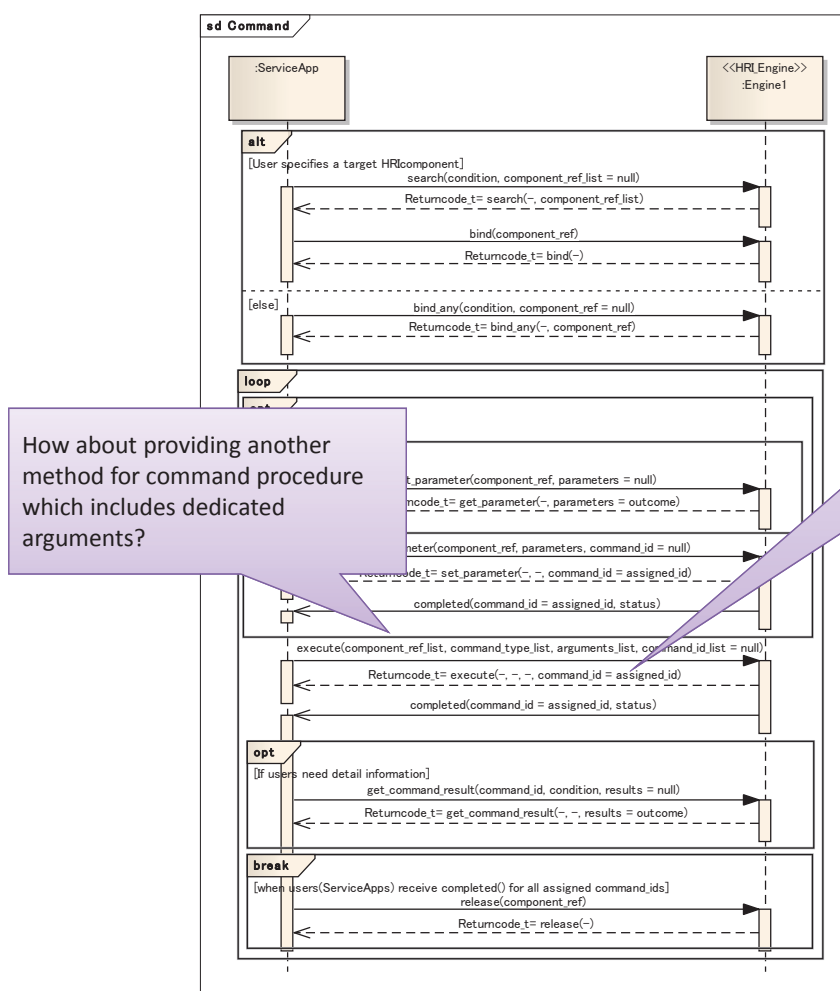 sd Command
:ServiceApp
<<HRI_Engine>>
:Engine1
alt
[User specifies a target HRIcomponent]
search(condition, component_ref_list = null)
Returncode_t= search(-, component_ref_list)
bind(component_ref)
Returncode_t= bind(-)
[else]
bind_any(condition, component_ref = null)
Returncode_t= bind_any(-, component_ref)
loop
How about providing another
method for command procedure
which includes dedicated
arguments?
t_parameter(component_ref, parameters = null)
ncode_t= get_parameter(-, parameters = outcome)
meter(component_ref, parameters, command_id = null)
code_t= set_parameter(-, -, command_id = assigned_id)
completed(command_id = assigned_id, status)
execute(component_ref_list, command_type_list, arguments_list, command_id_list = null)
Returncode_t= execute(-, -, -, command_id = assigned_id)
completed(command_id = assigned_id, status)
opt
[If users need detail information]
get_command_result(command_id, condition, results = null)
Returncode_t= get_command_result(-, -, results = outcome)
break
[when users(ServiceApps) receive completed() for all assigned command_ids]
release(component_ref)
Returncode_t= release(-)